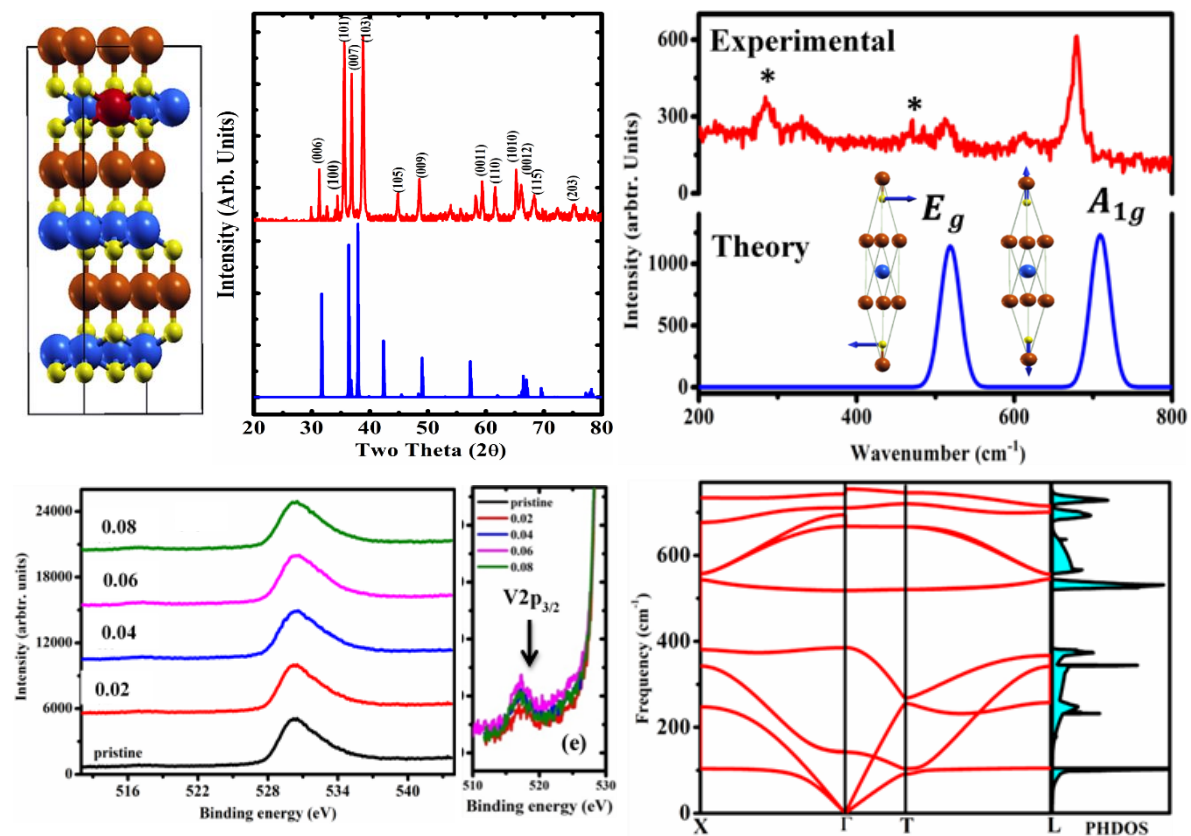 (006)
(100)
(101)
(007)
(103)
(105)
(009)
(0011)
(110)
(1010)
(0012)
(115)
(203)
Intensity (Arb. Units)
20 30 40 50 60 70 80
Two Theta (2θ)
Experimental
*
*
600
300
0
Intensity (arbtr. Units)
Theory
E g
A 1g
1000
500
0
200 400 600 800
Wavenumber (cm⁻¹)
24000
18000
12000
6000
0
Intensity (arbtr. units)
0.08
0.06
0.04
0.02
pristine
516 522 528 534 540
Binding energy (eV)
pristine
0.02
0.04
0.06
0.08
V2p3/2
(e)
510 520 530
Binding energy (eV)
600
400
200
0
Frequency (cm⁻¹)
X Γ T L PHDOS